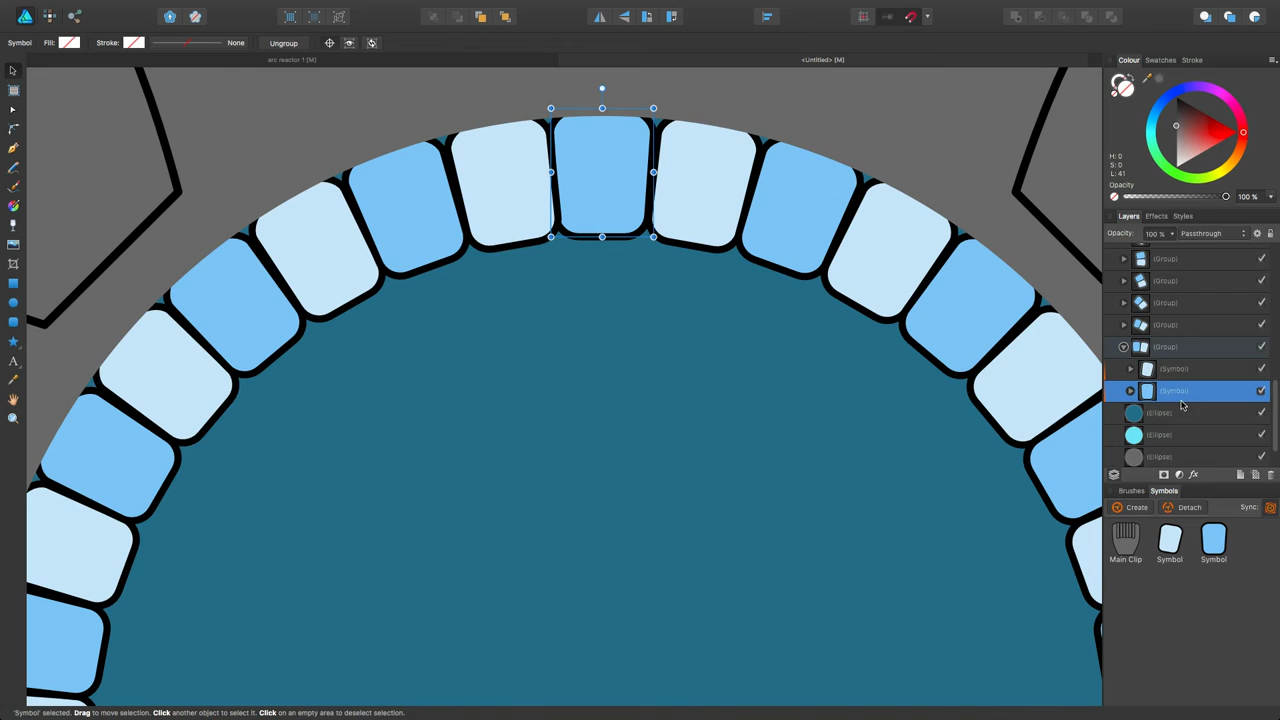 Symbol Fill: Stroke: None Ungroup
arc reactor 1 [M] <Untitled> [M]
Colour Swatches Stroke
H: 0
S: 0
L: 41
Opacity
100 %
Layers Effects Styles
Opacity: 100 % Passthrough
(Group)
(Group)
(Group)
(Group)
(Group)
(Symbol)
(Symbol)
(Ellipse)
(Ellipse)
(Ellipse)
Brushes Symbols
Create Detach Sync:
Main Clip Symbol Symbol
'Symbol' selected. Drag to move selection. Click another object to select it. Click on an empty area to deselect selection.